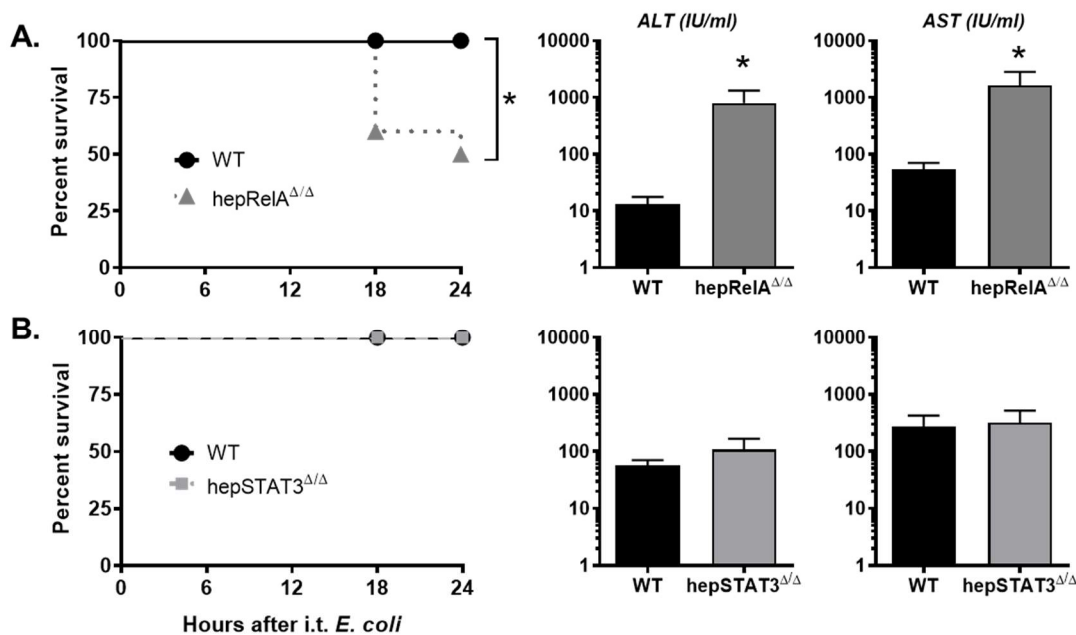 A.
Percent survival
100
75
50
25
0
0 6 12 18 24
WT
hepRelA^Δ/Δ
*
ALT (IU/ml)
10000
1000
100
10
1
*
WT hepRelA^Δ/Δ
AST (IU/ml)
10000
1000
100
10
1
*
WT hepRelA^Δ/Δ
B.
Percent survival
100
75
50
25
0
0 6 12 18 24
WT
hepSTAT3^Δ/Δ
Hours after i.t. E. coli
10000
1000
100
10
1
WT hepSTAT3^Δ/Δ
10000
1000
100
10
1
WT hepSTAT3^Δ/Δ